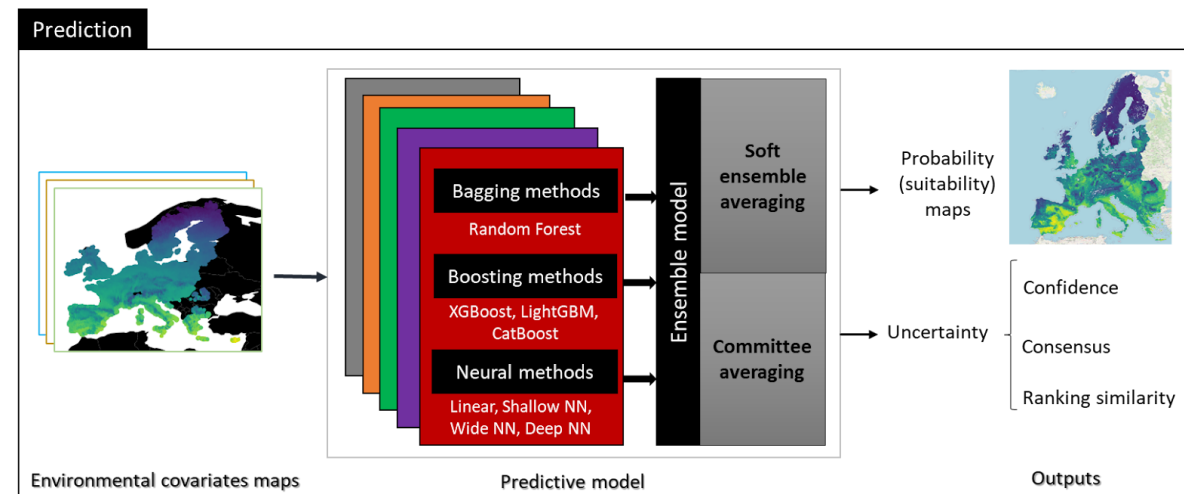 Prediction
Bagging methods
Random Forest
Boosting methods
XGBoost, LightGBM,
CatBoost
Neural methods
Linear, Shallow NN,
Wide NN, Deep NN
Ensemble model
Soft
ensemble
averaging
Committee
averaging
Probability
(suitability)
maps
Uncertainty
Confidence
Consensus
Ranking similarity
Environmental covariates maps
Predictive model
Outputs